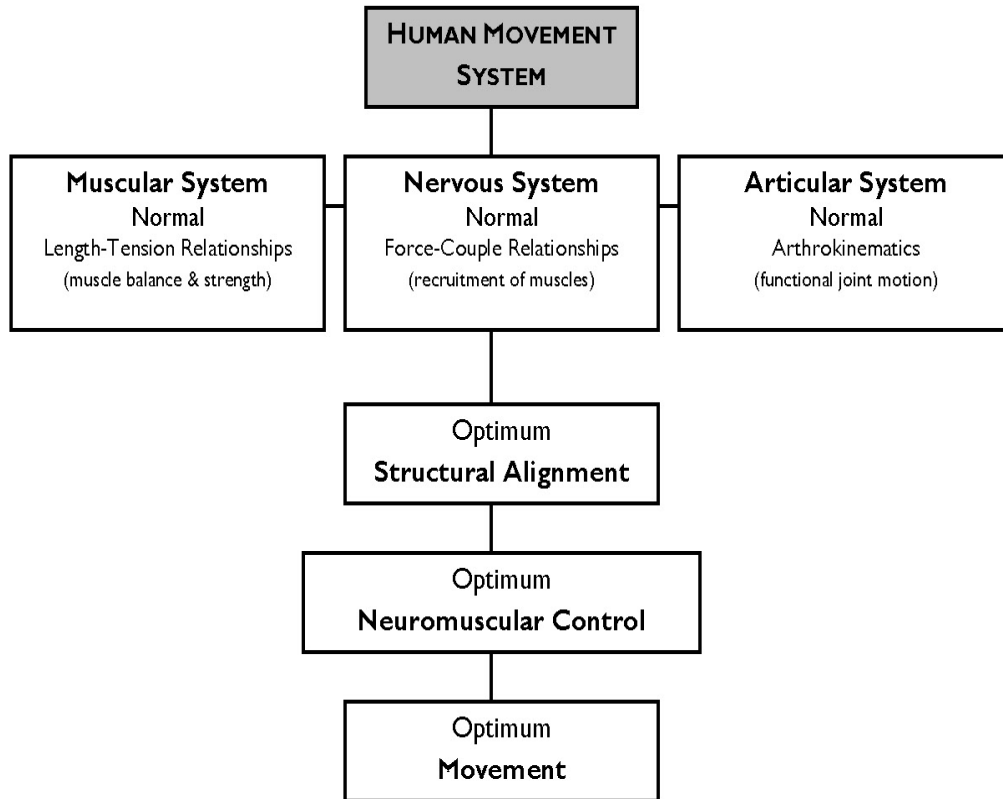 HUMAN MOVEMENT
SYSTEM
Muscular System
Normal
Length-Tension Relationships
(muscle balance & strength)
Nervous System
Normal
Force-Couple Relationships
(recruitment of muscles)
Articular System
Normal
Arthrokinematics
(functional joint motion)
Optimum
Structural Alignment
Optimum
Neuromuscular Control
Optimum
Movement